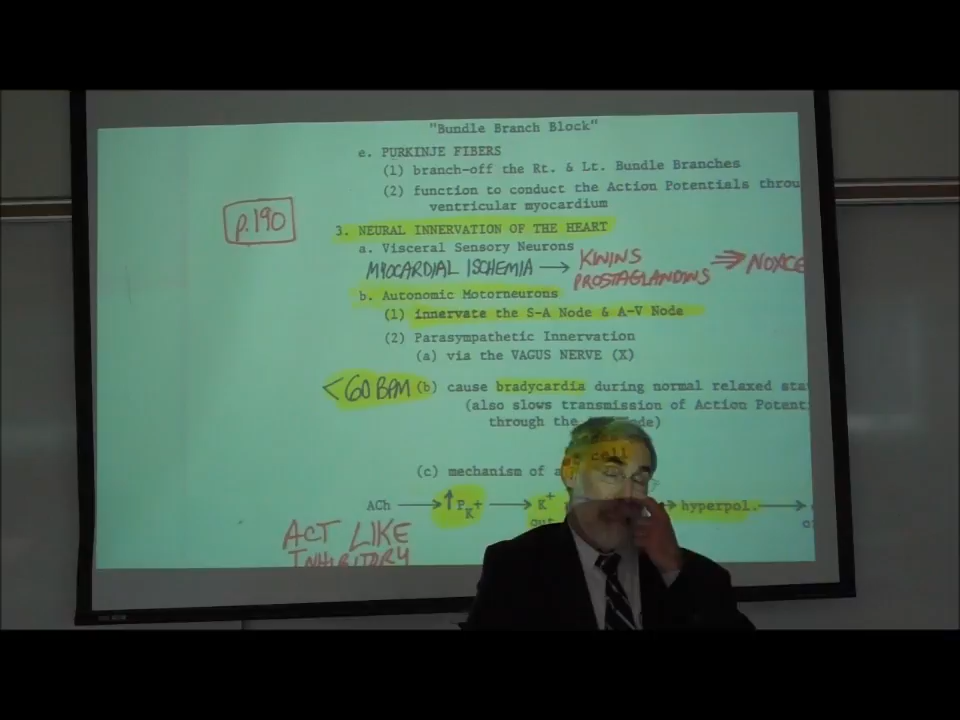 "Bundle Branch Block"
e. PURKINJE FIBERS
(1) branch-off the Rt. & Lt. Bundle Branches
(2) function to conduct the Action Potentials throu
ventricular myocardium
p.190
3. NEURAL INNERVATION OF THE HEART
a. Visceral Sensory Neurons
MYOCARDIAL ISCHEMIA → KININS
PROSTAGLANDINS ⇒ NOXCE
b. Autonomic Motorneurons
(1) innervate the S-A Node & A-V Node
(2) Parasympathetic Innervation
(a) via the VAGUS NERVE (X)
<60 BPM (b) cause bradycardia during normal relaxed sta
(also slows transmission of Action Potent
through the
de)
cell
(c) mechanism of a
ACh → ↑ PK+ → K+ → hyperpol. →
out
ACT LIKE
INHIBITORY